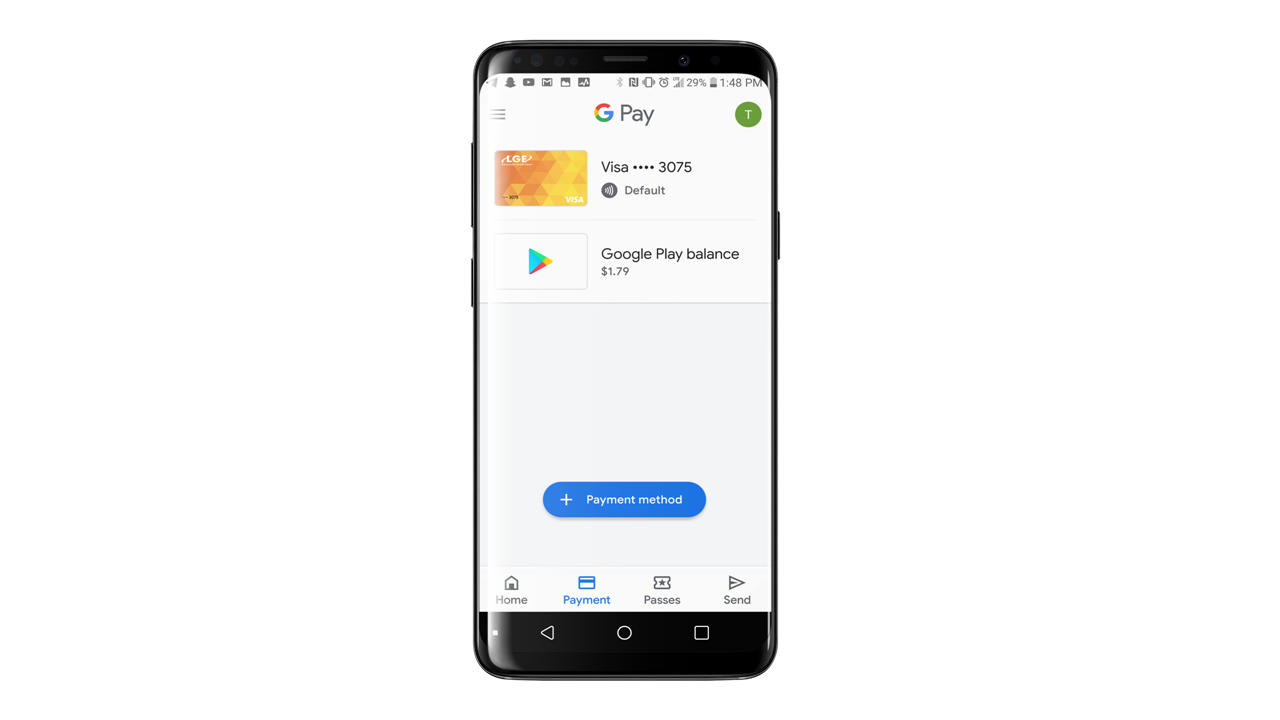 29% 1:48 PM
G Pay
T
LGE
•••• 3075
VISA
Visa •••• 3075
Default
Google Play balance
$1.79
+ Payment method
Home Payment Passes Send